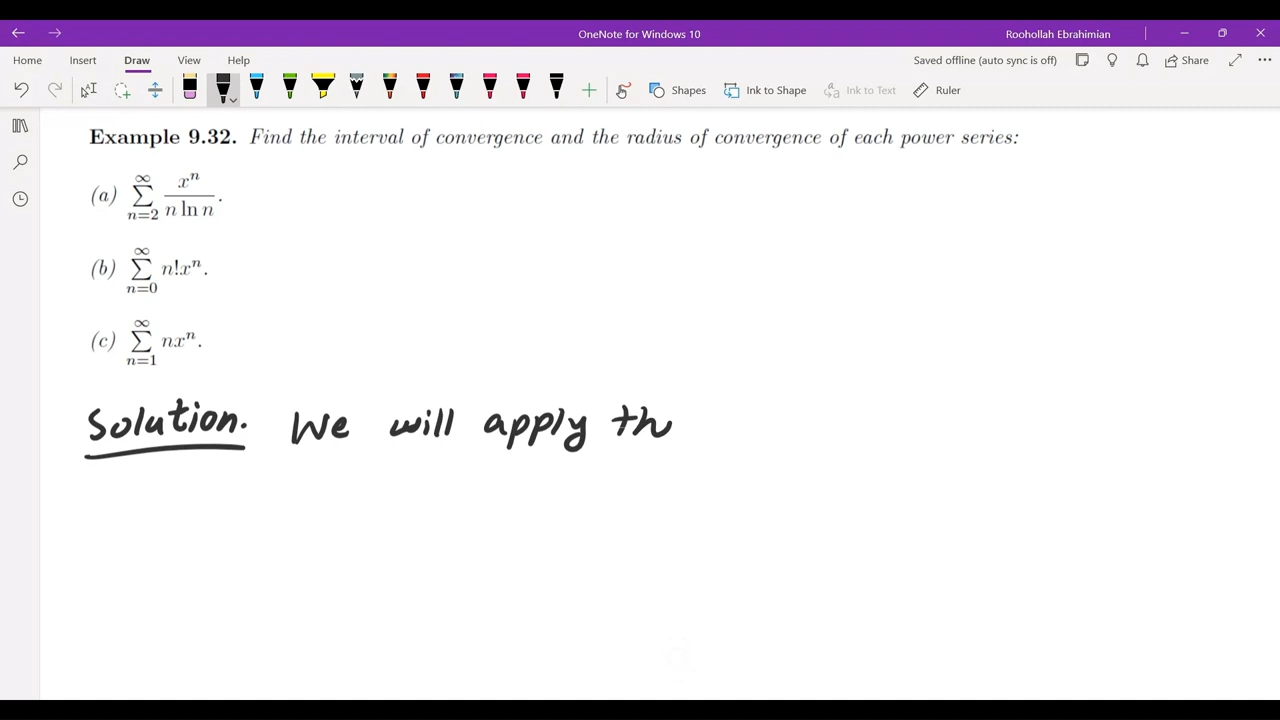 OneNote for Windows 10
Roohollah Ebrahimian
Home Insert Draw View Help
Saved offline (auto sync is off)
Share
Shapes
Ink to Shape
Ink to Text
Ruler
Example 9.32. Find the interval of convergence and the radius of convergence of each power series:
(a) ∑_{n=2}^{∞} x^n / (n ln n).
(b) ∑_{n=0}^{∞} n!x^n.
(c) ∑_{n=1}^{∞} nx^n.
Solution. We will apply th